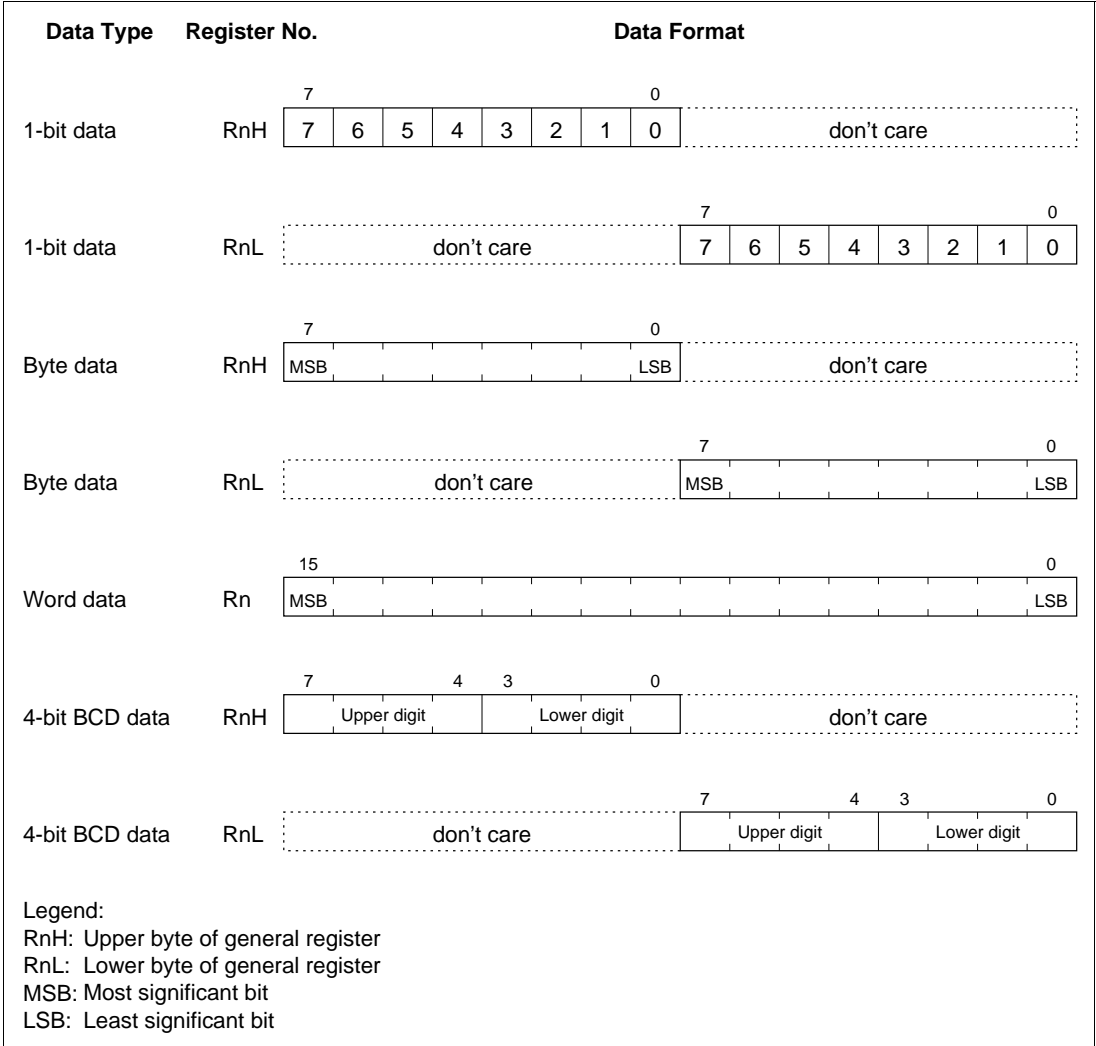 Data Type Register No. Data Format
7 0
1-bit data RnH 7 6 5 4 3 2 1 0 don't care
7 0
1-bit data RnL don't care 7 6 5 4 3 2 1 0
7 0
Byte data RnH MSB LSB don't care
7 0
Byte data RnL don't care MSB LSB
15 0
Word data Rn MSB LSB
7 4 3 0
4-bit BCD data RnH Upper digit Lower digit don't care
7 4 3 0
4-bit BCD data RnL don't care Upper digit Lower digit
Legend:
RnH: Upper byte of general register
RnL: Lower byte of general register
MSB: Most significant bit
LSB: Least significant bit